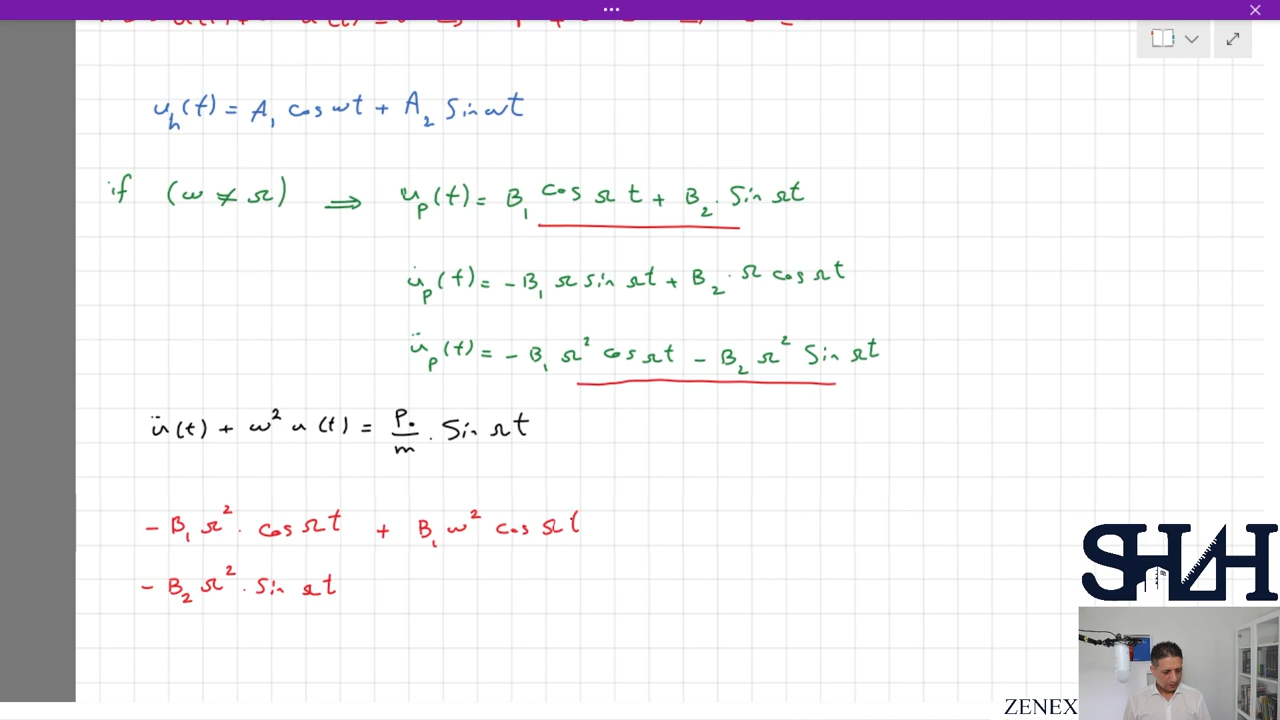 u_h(t) = A_1 cos ωt + A_2 Sin ωt
if (ω ≠ Ω) ⟹ u_p(t) = B_1 cos Ωt + B_2 . Sin Ωt
u̇_p(t) = - B_1 Ω Sin Ωt + B_2 . Ω cos Ωt
ü_p(t) = - B_1 Ω² cos Ωt - B_2 Ω² Sin Ωt
ü(t) + ω² u(t) = P_0/m . Sin Ωt
- B_1 Ω² . cos Ωt + B_1 ω² cos Ωt
- B_2 Ω² . Sin Ωt
ZENEX